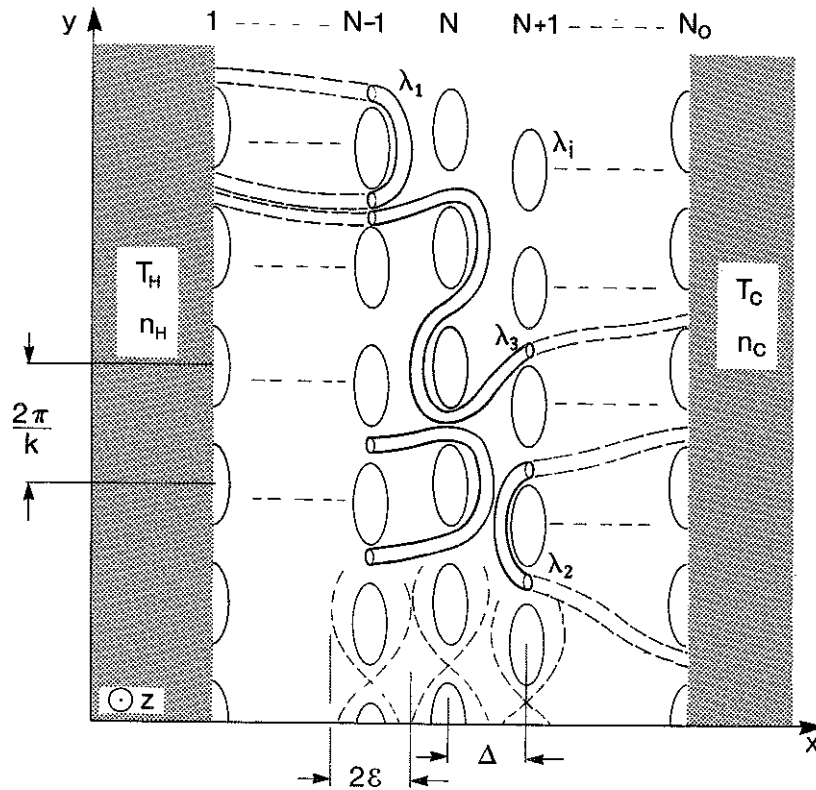 y 1 ----- N-1 N N+1 ----- N₀
λ₁
λᵢ
T_H
n_H
T_C
n_C
λ₃
2π
k
λ₂
z
x
2ε
Δ